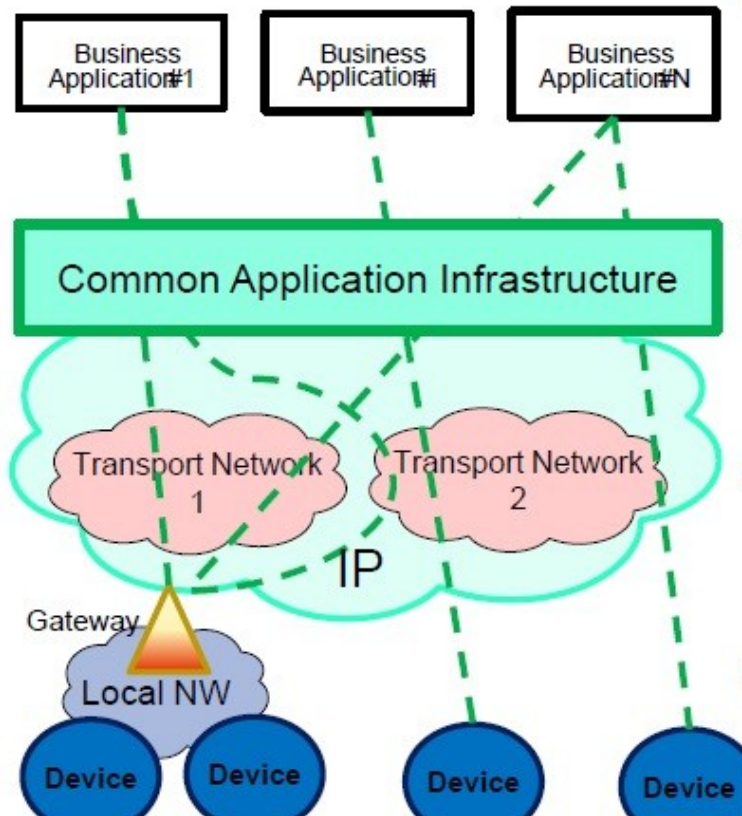 Business
Application#1
Business
Application#i
Business
Application#N
Common Application Infrastructure
Transport Network
1
Transport Network
2
IP
Gateway
Local NW
Device
Device
Device
Device